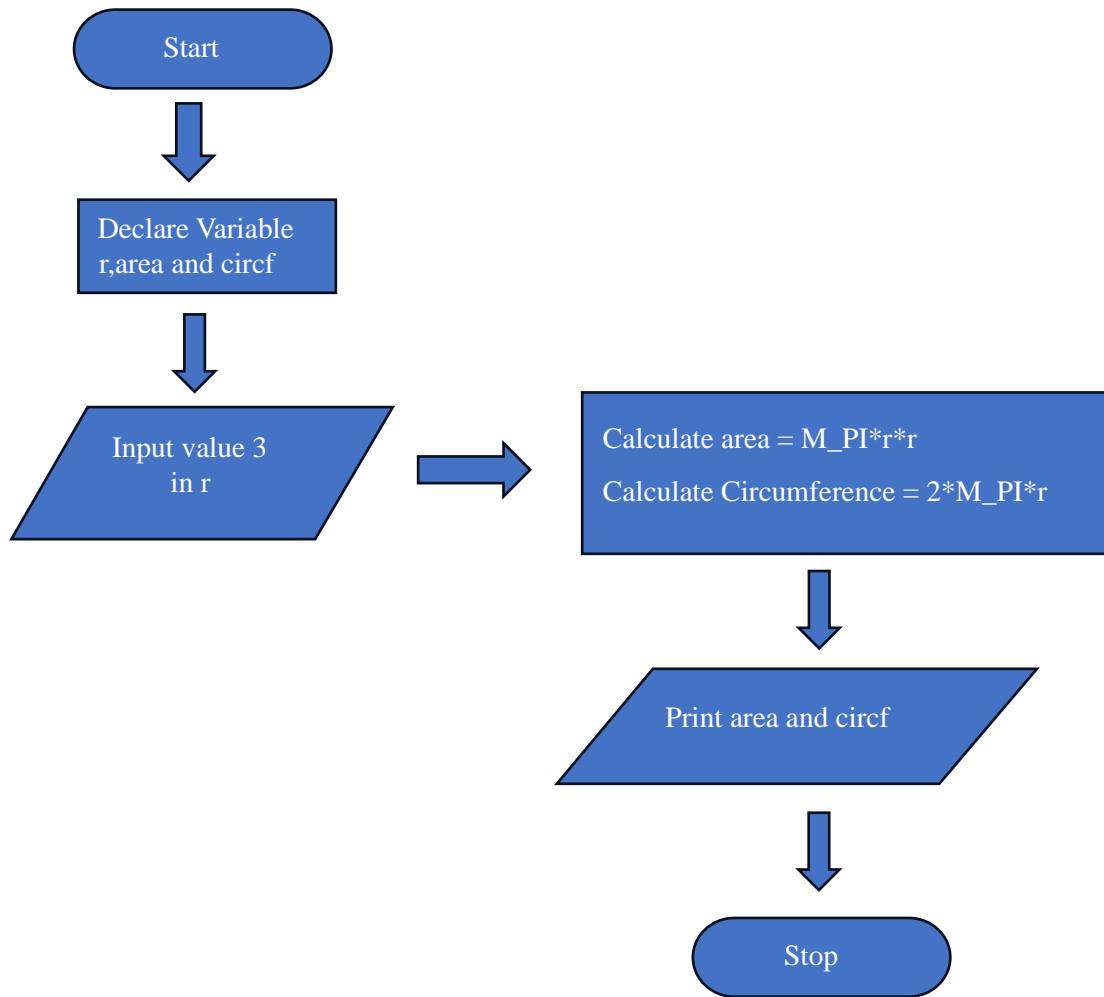 Start
Declare Variable
r,area and circf
Input value 3
in r
Calculate area = M_PI*r*r
Calculate Circumference = 2*M_PI*r
Print area and circf
Stop